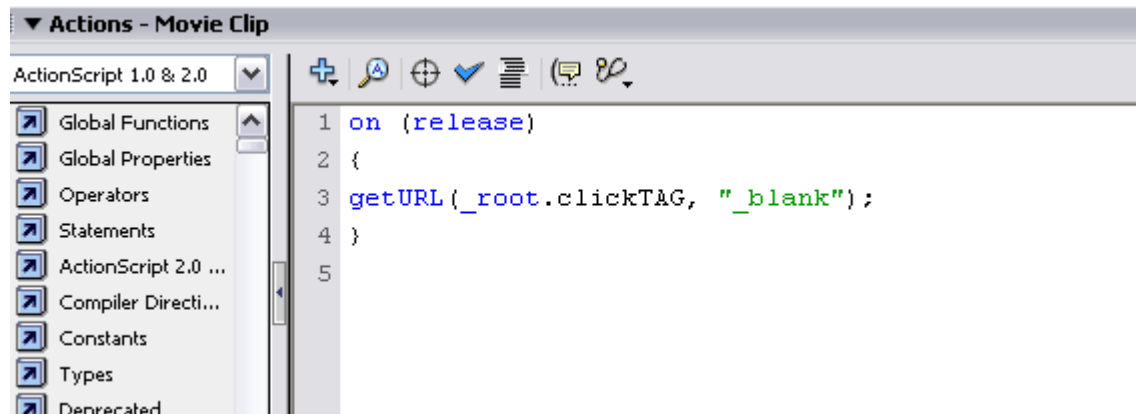 Actions - Movie Clip
ActionScript 1.0 & 2.0
Global Functions
Global Properties
Operators
Statements
ActionScript 2.0 ...
Compiler Directi...
Constants
Types
Deprecated
1 on (release)
2 {
3 getURL(_root.clickTAG, "_blank");
4 }
5